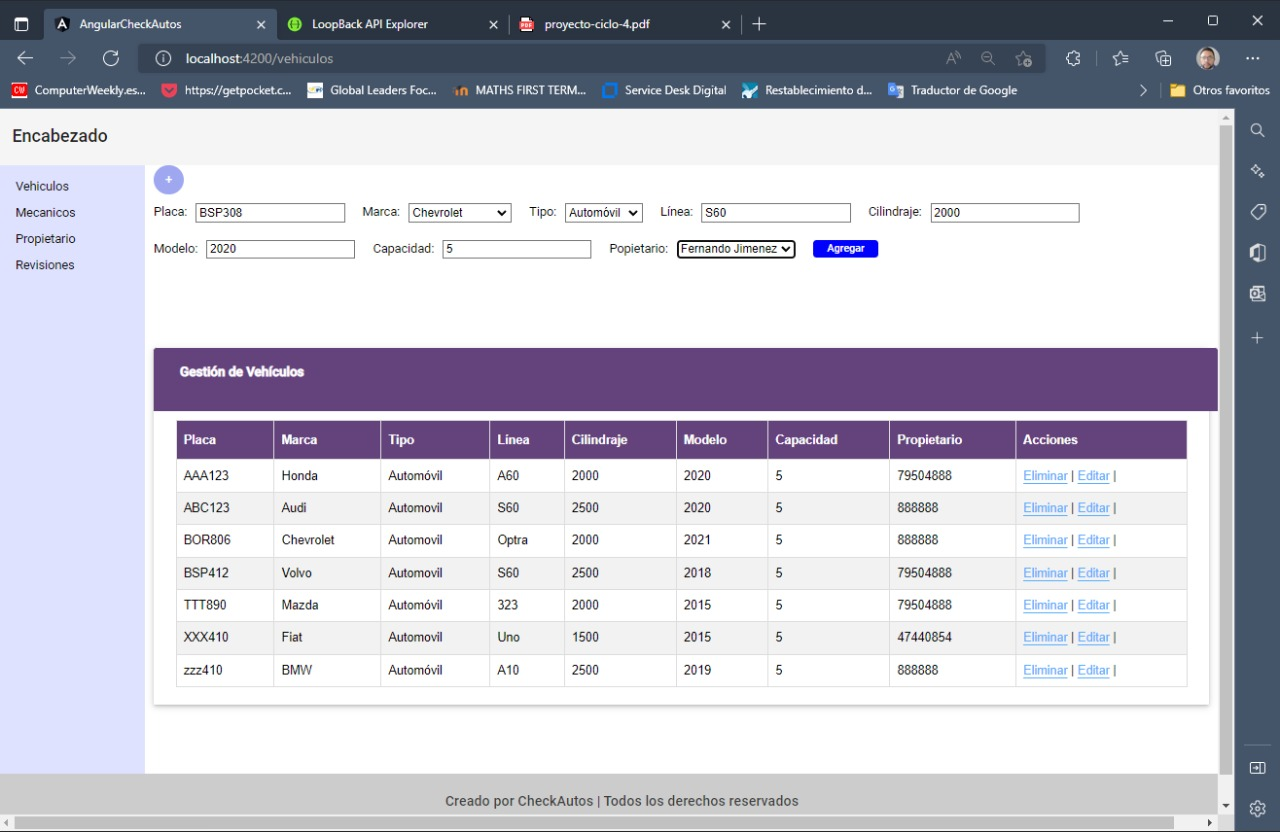 AngularCheckAutos
LoopBack API Explorer
proyecto-ciclo-4.pdf
localhost:4200/vehiculos
ComputerWeekly.es...
https://getpocket.c...
Global Leaders Foc...
MATHS FIRST TERM...
Service Desk Digital
Restablecimiento d...
Traductor de Google
Otros favoritos
Encabezado
Vehiculos
Mecanicos
Propietario
Revisiones
+
Placa: BSP308 Marca: Chevrolet Tipo: Automóvil Línea: S60 Cilindraje: 2000
Modelo: 2020 Capacidad: 5 Popietario: Fernando Jimenez Agregar
Gestión de Vehículos
Placa Marca Tipo Línea Cilindraje Modelo Capacidad Propietario Acciones
AAA123 Honda Automóvil A60 2000 2020 5 79504888 Eliminar | Editar |
ABC123 Audi Automovil S60 2500 2020 5 888888 Eliminar | Editar |
BOR806 Chevrolet Automovil Optra 2000 2021 5 888888 Eliminar | Editar |
BSP412 Volvo Automovil S60 2500 2018 5 79504888 Eliminar | Editar |
TTT890 Mazda Automóvil 323 2000 2015 5 79504888 Eliminar | Editar |
XXX410 Fiat Automovil Uno 1500 2015 5 47440854 Eliminar | Editar |
zzz410 BMW Automóvil A10 2500 2019 5 888888 Eliminar | Editar |
Creado por CheckAutos | Todos los derechos reservados